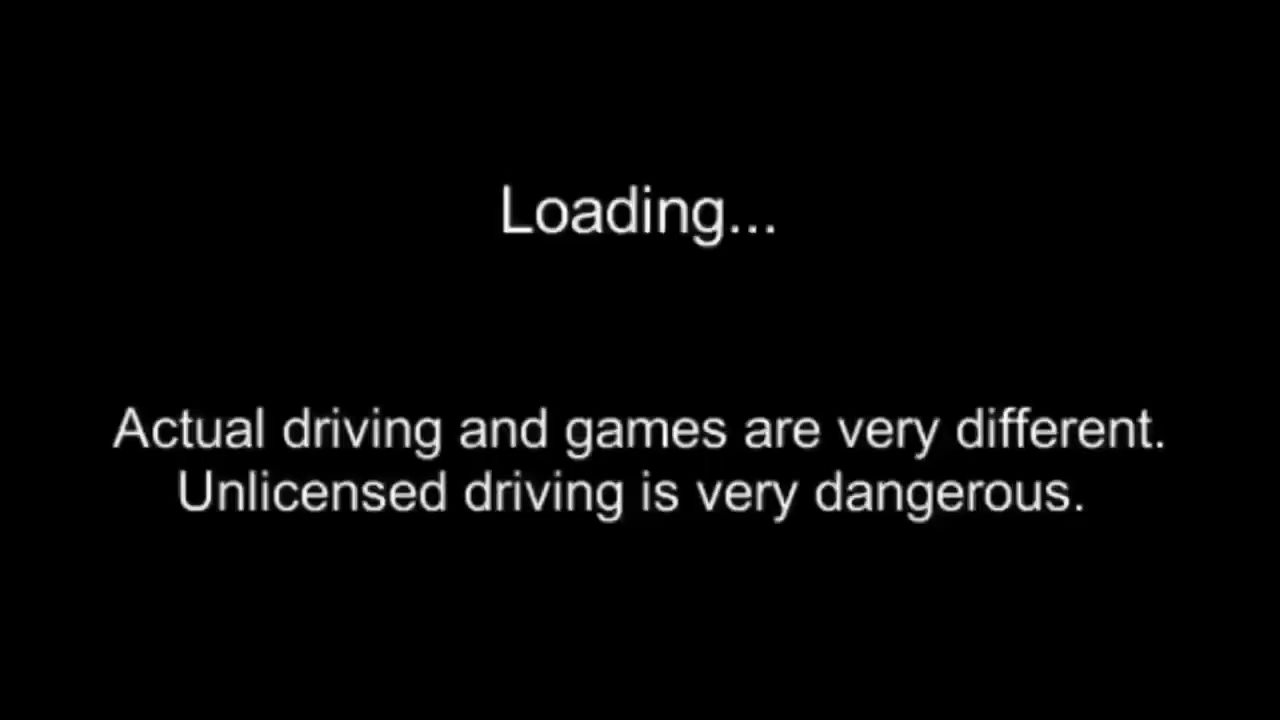 Loading...
Actual driving and games are very different.
Unlicensed driving is very dangerous.